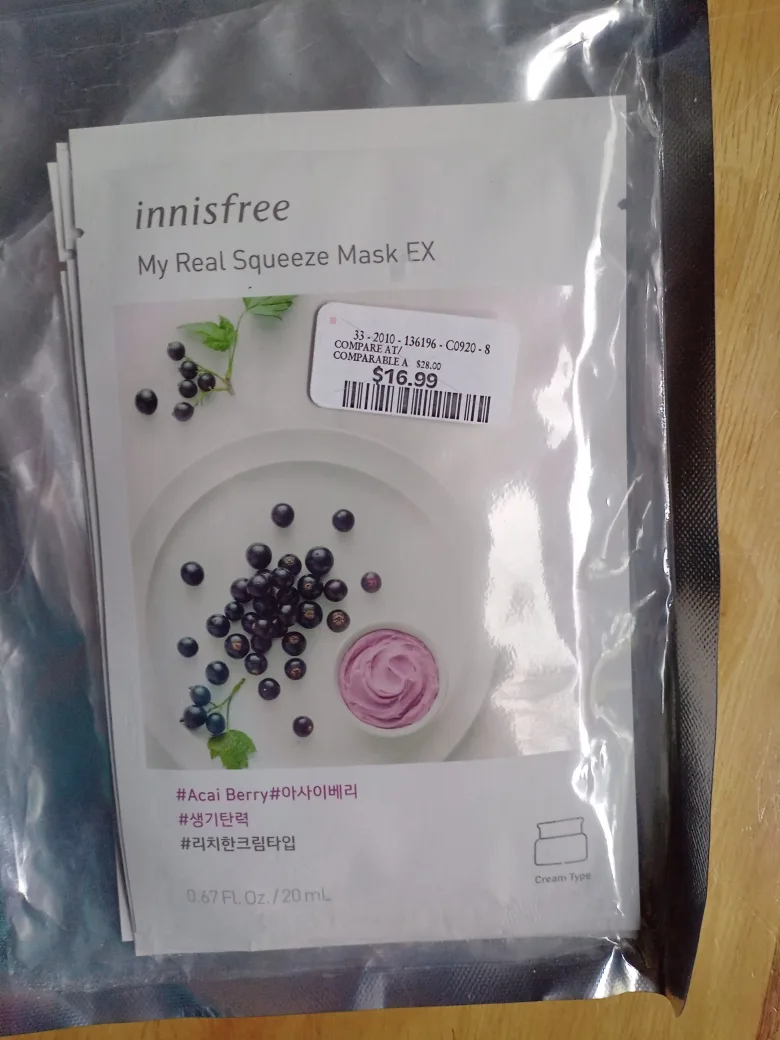 innisfree
My Real Squeeze Mask EX
33 - 2010 - 136196 - C0920 - 8
COMPARE AT/
COMPARABLE A $28.00
$16.99
#Acai Berry#아사이베리
#생기탄력
#리치한크림타입
Cream Type
0.67 FL. Oz. / 20 mL